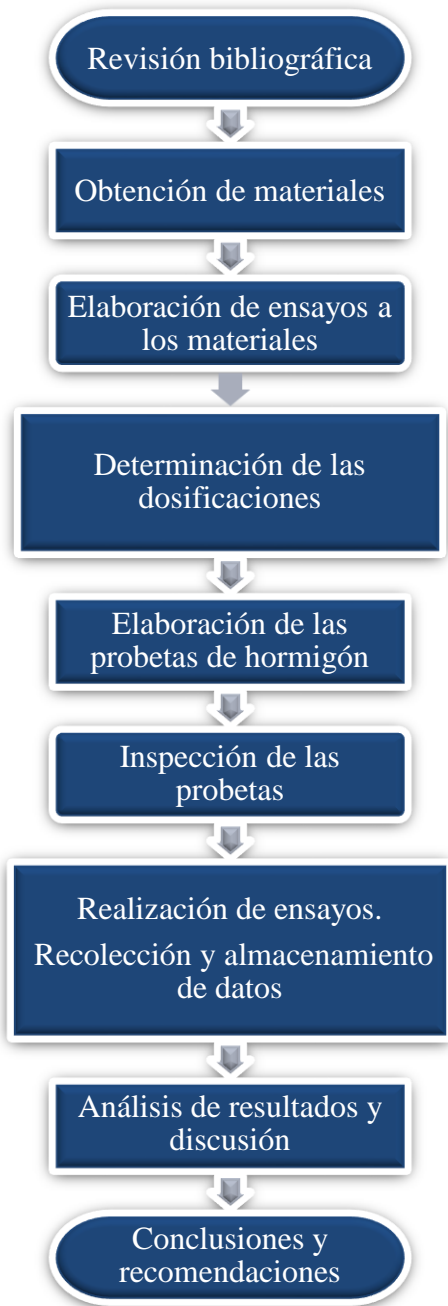 Revisión bibliográfica
Obtención de materiales
Elaboración de ensayos a
los materiales
Determinación de las
dosificaciones
Elaboración de las
probetas de hormigón
Inspección de las
probetas
Realización de ensayos.
Recolección y almacenamiento
de datos
Análisis de resultados y
discusión
Conclusiones y
recomendaciones